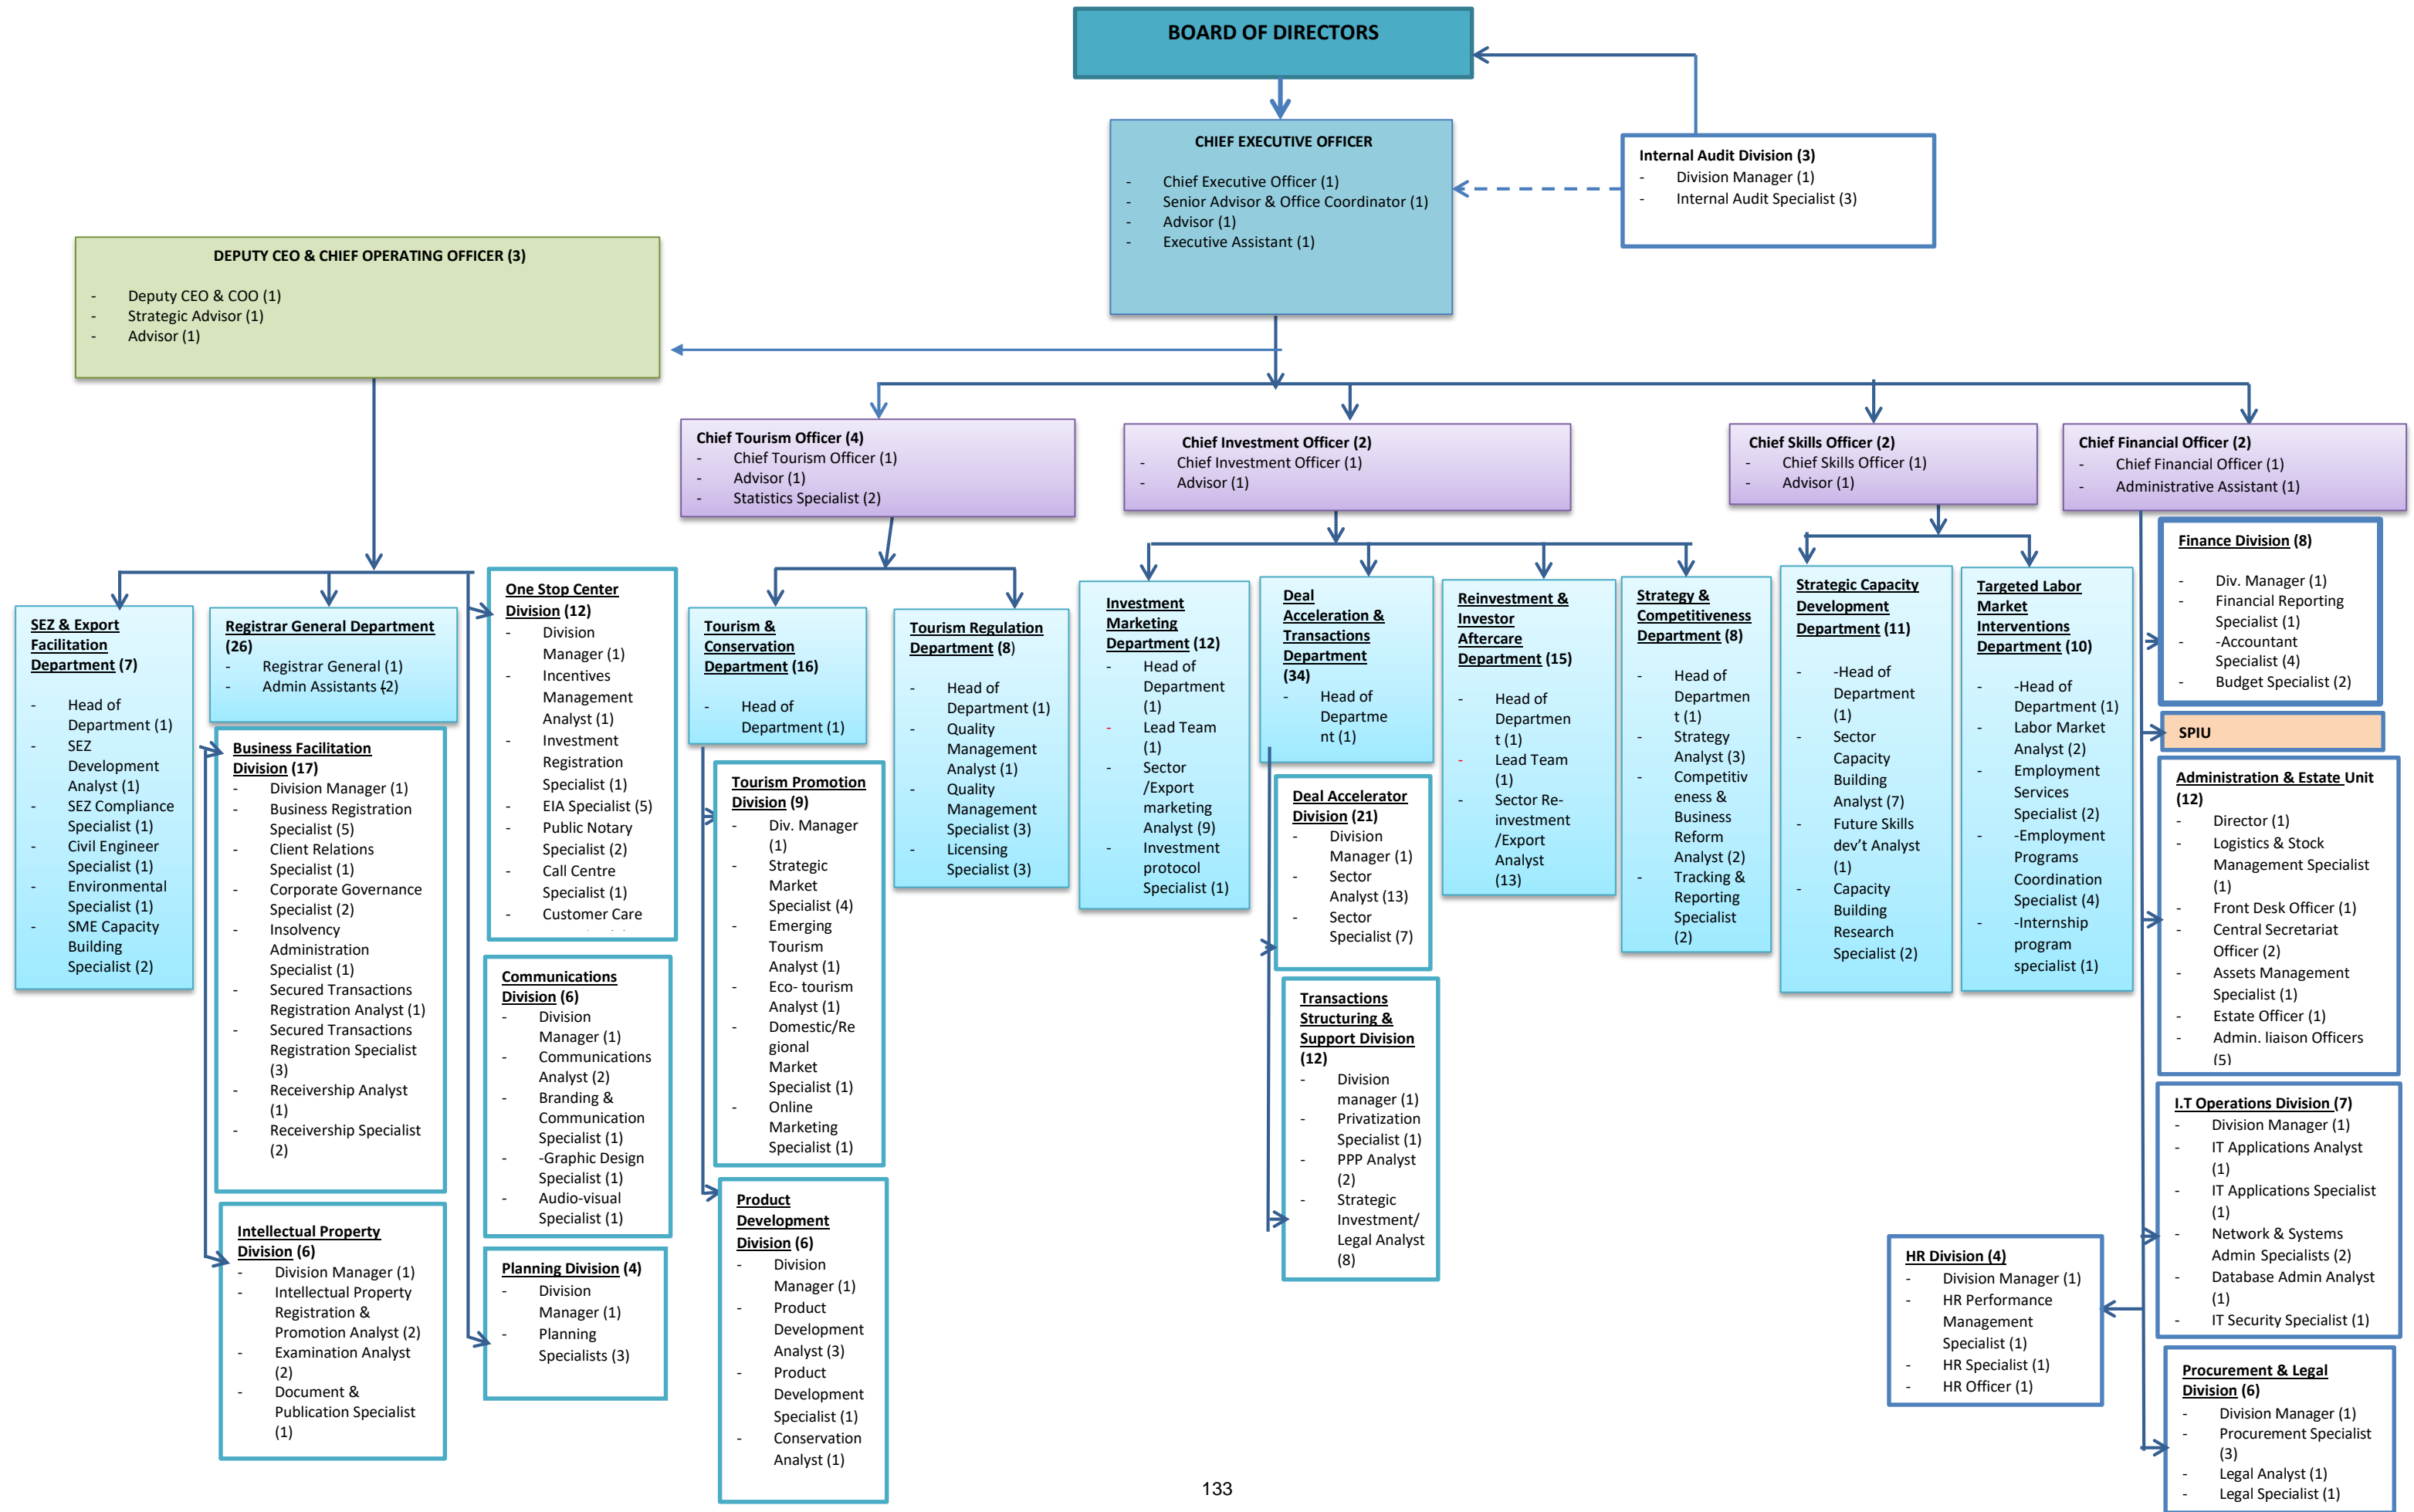 BOARD OF DIRECTORS
CHIEF EXECUTIVE OFFICER
- Chief Executive Officer (1)
- Senior Advisor & Office Coordinator (1)
- Advisor (1)
- Executive Assistant (1)
Internal Audit Division (3)
- Division Manager (1)
- Internal Audit Specialist (3)
DEPUTY CEO & CHIEF OPERATING OFFICER (3)
- Deputy CEO & COO (1)
- Strategic Advisor (1)
- Advisor (1)
Chief Tourism Officer (4)
- Chief Tourism Officer (1)
- Advisor (1)
- Statistics Specialist (2)
Chief Investment Officer (2)
- Chief Investment Officer (1)
- Advisor (1)
Chief Skills Officer (2)
- Chief Skills Officer (1)
- Advisor (1)
Chief Financial Officer (2)
- Chief Financial Officer (1)
- Administrative Assistant (1)
SEZ & Export
Facilitation
Department (7)
- Head of
Department (1)
- SEZ
Development
Analyst (1)
- SEZ Compliance
Specialist (1)
- Civil Engineer
Specialist (1)
- Environmental
Specialist (1)
- SME Capacity
Building
Specialist (2)
Registrar General Department
(26)
- Registrar General (1)
- Admin Assistants (2)
Business Facilitation
Division (17)
- Division Manager (1)
- Business Registration
Specialist (5)
- Client Relations
Specialist (1)
- Corporate Governance
Specialist (2)
- Insolvency
Administration
Specialist (1)
- Secured Transactions
Registration Analyst (1)
- Secured Transactions
Registration Specialist
(3)
- Receivership Analyst
(1)
- Receivership Specialist
(2)
Intellectual Property
Division (6)
- Division Manager (1)
- Intellectual Property
Registration &
Promotion Analyst (2)
- Examination Analyst
(2)
- Document &
Publication Specialist
(1)
One Stop Center
Division (12)
- Division
Manager (1)
- Incentives
Management
Analyst (1)
- Investment
Registration
Specialist (1)
- EIA Specialist (5)
- Public Notary
Specialist (2)
- Call Centre
Specialist (1)
- Customer Care
Communications
Division (6)
- Division
Manager (1)
- Communications
Analyst (2)
- Branding &
Communication
Specialist (1)
- -Graphic Design
Specialist (1)
- Audio-visual
Specialist (1)
Planning Division (4)
- Division
Manager (1)
- Planning
Specialists (3)
Tourism &
Conservation
Department (16)
- Head of
Department (1)
Tourism Promotion
Division (9)
- Div. Manager
(1)
- Strategic
Market
Specialist (4)
- Emerging
Tourism
Analyst (1)
- Eco- tourism
Analyst (1)
- Domestic/Re
gional
Market
Specialist (1)
- Online
Marketing
Specialist (1)
Product
Development
Division (6)
- Division
Manager (1)
- Product
Development
Analyst (3)
- Product
Development
Specialist (1)
- Conservation
Analyst (1)
Tourism Regulation
Department (8)
- Head of
Department (1)
- Quality
Management
Analyst (1)
- Quality
Management
Specialist (3)
- Licensing
Specialist (3)
Investment
Marketing
Department (12)
- Head of
Department
(1)
- Lead Team
(1)
- Sector
/Export
marketing
Analyst (9)
- Investment
protocol
Specialist (1)
Deal
Acceleration &
Transactions
Department
(34)
- Head of
Departme
nt (1)
Deal Accelerator
Division (21)
- Division
Manager (1)
- Sector
Analyst (13)
- Sector
Specialist (7)
Transactions
Structuring &
Support Division
(12)
- Division
manager (1)
- Privatization
Specialist (1)
- PPP Analyst
(2)
- Strategic
Investment/
Legal Analyst
(8)
Reinvestment &
Investor
Aftercare
Department (15)
- Head of
Departmen
t (1)
- Lead Team
(1)
- Sector Re-
investment
/Export
Analyst
(13)
Strategy &
Competitiveness
Department (8)
- Head of
Departmen
t (1)
- Strategy
Analyst (3)
- Competitiv
eness &
Business
Reform
Analyst (2)
- Tracking &
Reporting
Specialist
(2)
Strategic Capacity
Development
Department (11)
- -Head of
Department
(1)
- Sector
Capacity
Building
Analyst (7)
- Future Skills
dev't Analyst
(1)
- Capacity
Building
Research
Specialist (2)
Targeted Labor
Market
Interventions
Department (10)
- -Head of
Department (1)
- Labor Market
Analyst (2)
- Employment
Services
Specialist (2)
- -Employment
Programs
Coordination
Specialist (4)
- -Internship
program
specialist (1)
Finance Division (8)
- Div. Manager (1)
- Financial Reporting
Specialist (1)
- -Accountant
Specialist (4)
- Budget Specialist (2)
SPIU
Administration & Estate Unit
(12)
- Director (1)
- Logistics & Stock
Management Specialist
(1)
- Front Desk Officer (1)
- Central Secretariat
Officer (2)
- Assets Management
Specialist (1)
- Estate Officer (1)
- Admin. liaison Officers
(5)
I.T Operations Division (7)
- Division Manager (1)
- IT Applications Analyst
(1)
- IT Applications Specialist
(1)
- Network & Systems
Admin Specialists (2)
- Database Admin Analyst
(1)
- IT Security Specialist (1)
HR Division (4)
- Division Manager (1)
- HR Performance
Management
Specialist (1)
- HR Specialist (1)
- HR Officer (1)
Procurement & Legal
Division (6)
- Division Manager (1)
- Procurement Specialist
(3)
- Legal Analyst (1)
- Legal Specialist (1)
133